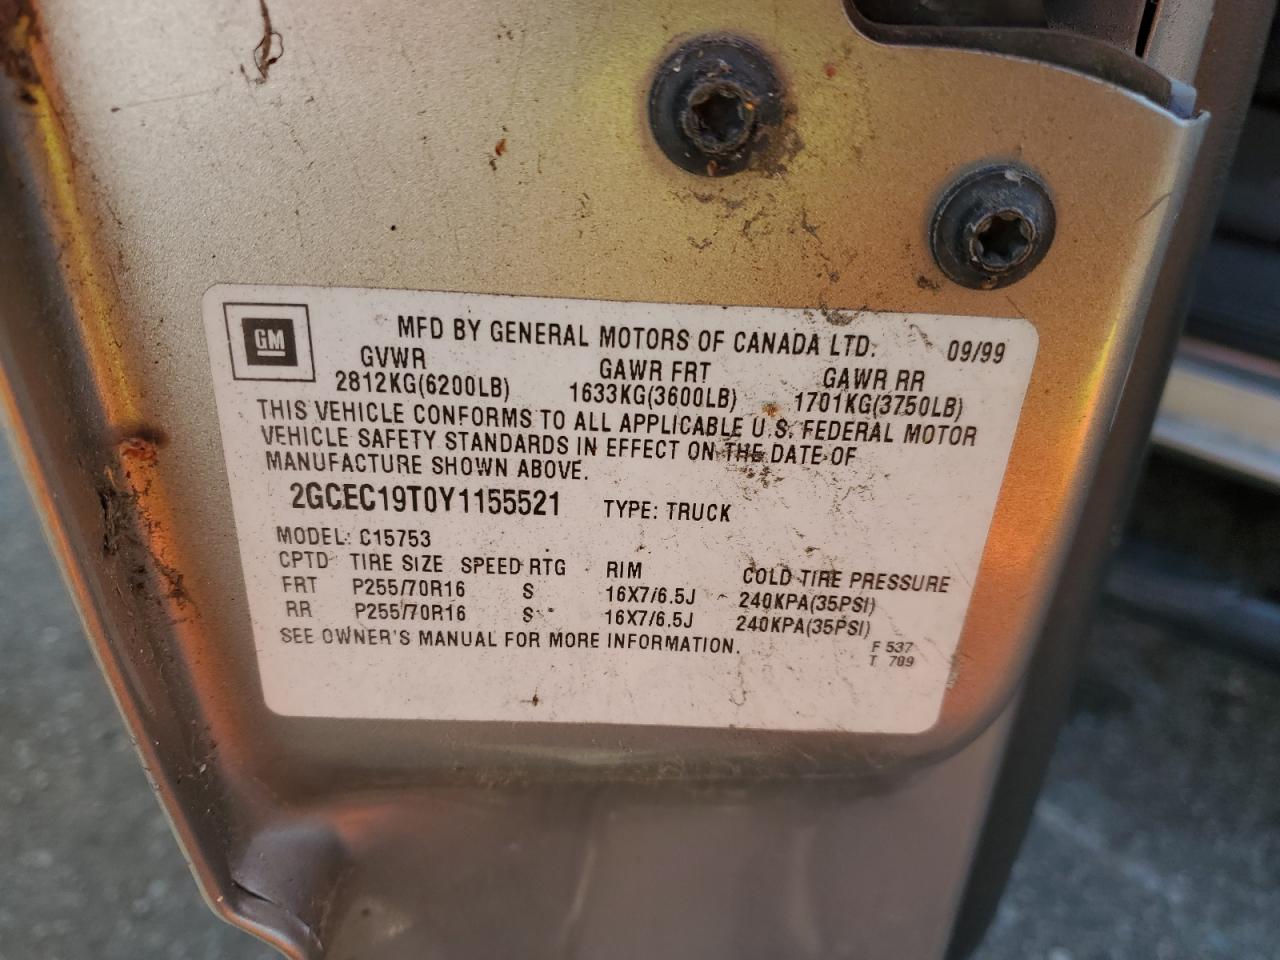 GM
MFD BY GENERAL MOTORS OF CANADA LTD. 09/99
GVWR GAWR FRT GAWR RR
2812KG(6200LB) 1633KG(3600LB) 1701KG(3750LB)
THIS VEHICLE CONFORMS TO ALL APPLICABLE U.S. FEDERAL MOTOR
VEHICLE SAFETY STANDARDS IN EFFECT ON THE DATE OF
MANUFACTURE SHOWN ABOVE.
2GCEC19T0Y1155521 TYPE: TRUCK
MODEL: C15753
CPTD TIRE SIZE SPEED RTG RIM COLD TIRE PRESSURE
FRT P255/70R16 S 16X7/6.5J 240KPA(35PSI)
RR P255/70R16 S 16X7/6.5J 240KPA(35PSI)
SEE OWNER'S MANUAL FOR MORE INFORMATION.
F 537
T 709